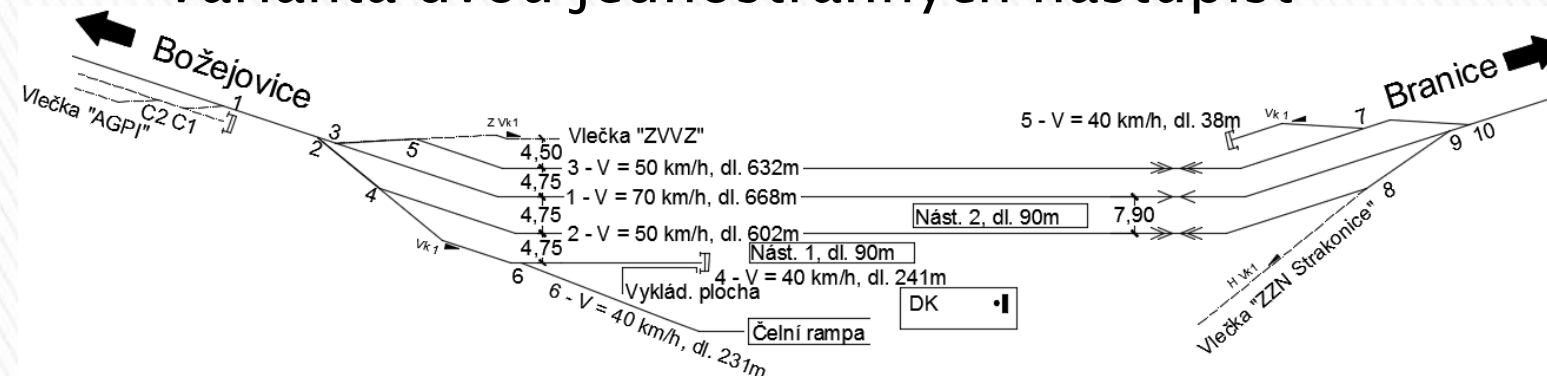 Varianta dvou jednostranných nástupišť
Božejovice
Branice
Vlečka "AGPI"
C2 C1
1
3
2
4
5
Z Vk1
Vlečka "ZVVZ"
4,50
3 - V = 50 km/h, dl. 632m
4,75
1 - V = 70 km/h, dl. 668m
4,75
2 - V = 50 km/h, dl. 602m
4,75
Vk 1
6
Nást. 2, dl. 90m
7,90
Nást. 1, dl. 90m
4 - V = 40 km/h, dl. 241m
Vyklád. plocha
6 - V = 40 km/h, dl. 231m
Čelní rampa
DK
5 - V = 40 km/h, dl. 38m
Vk 1
7
9 10
8
H Vk1
Vlečka "ZZN Strakonice"